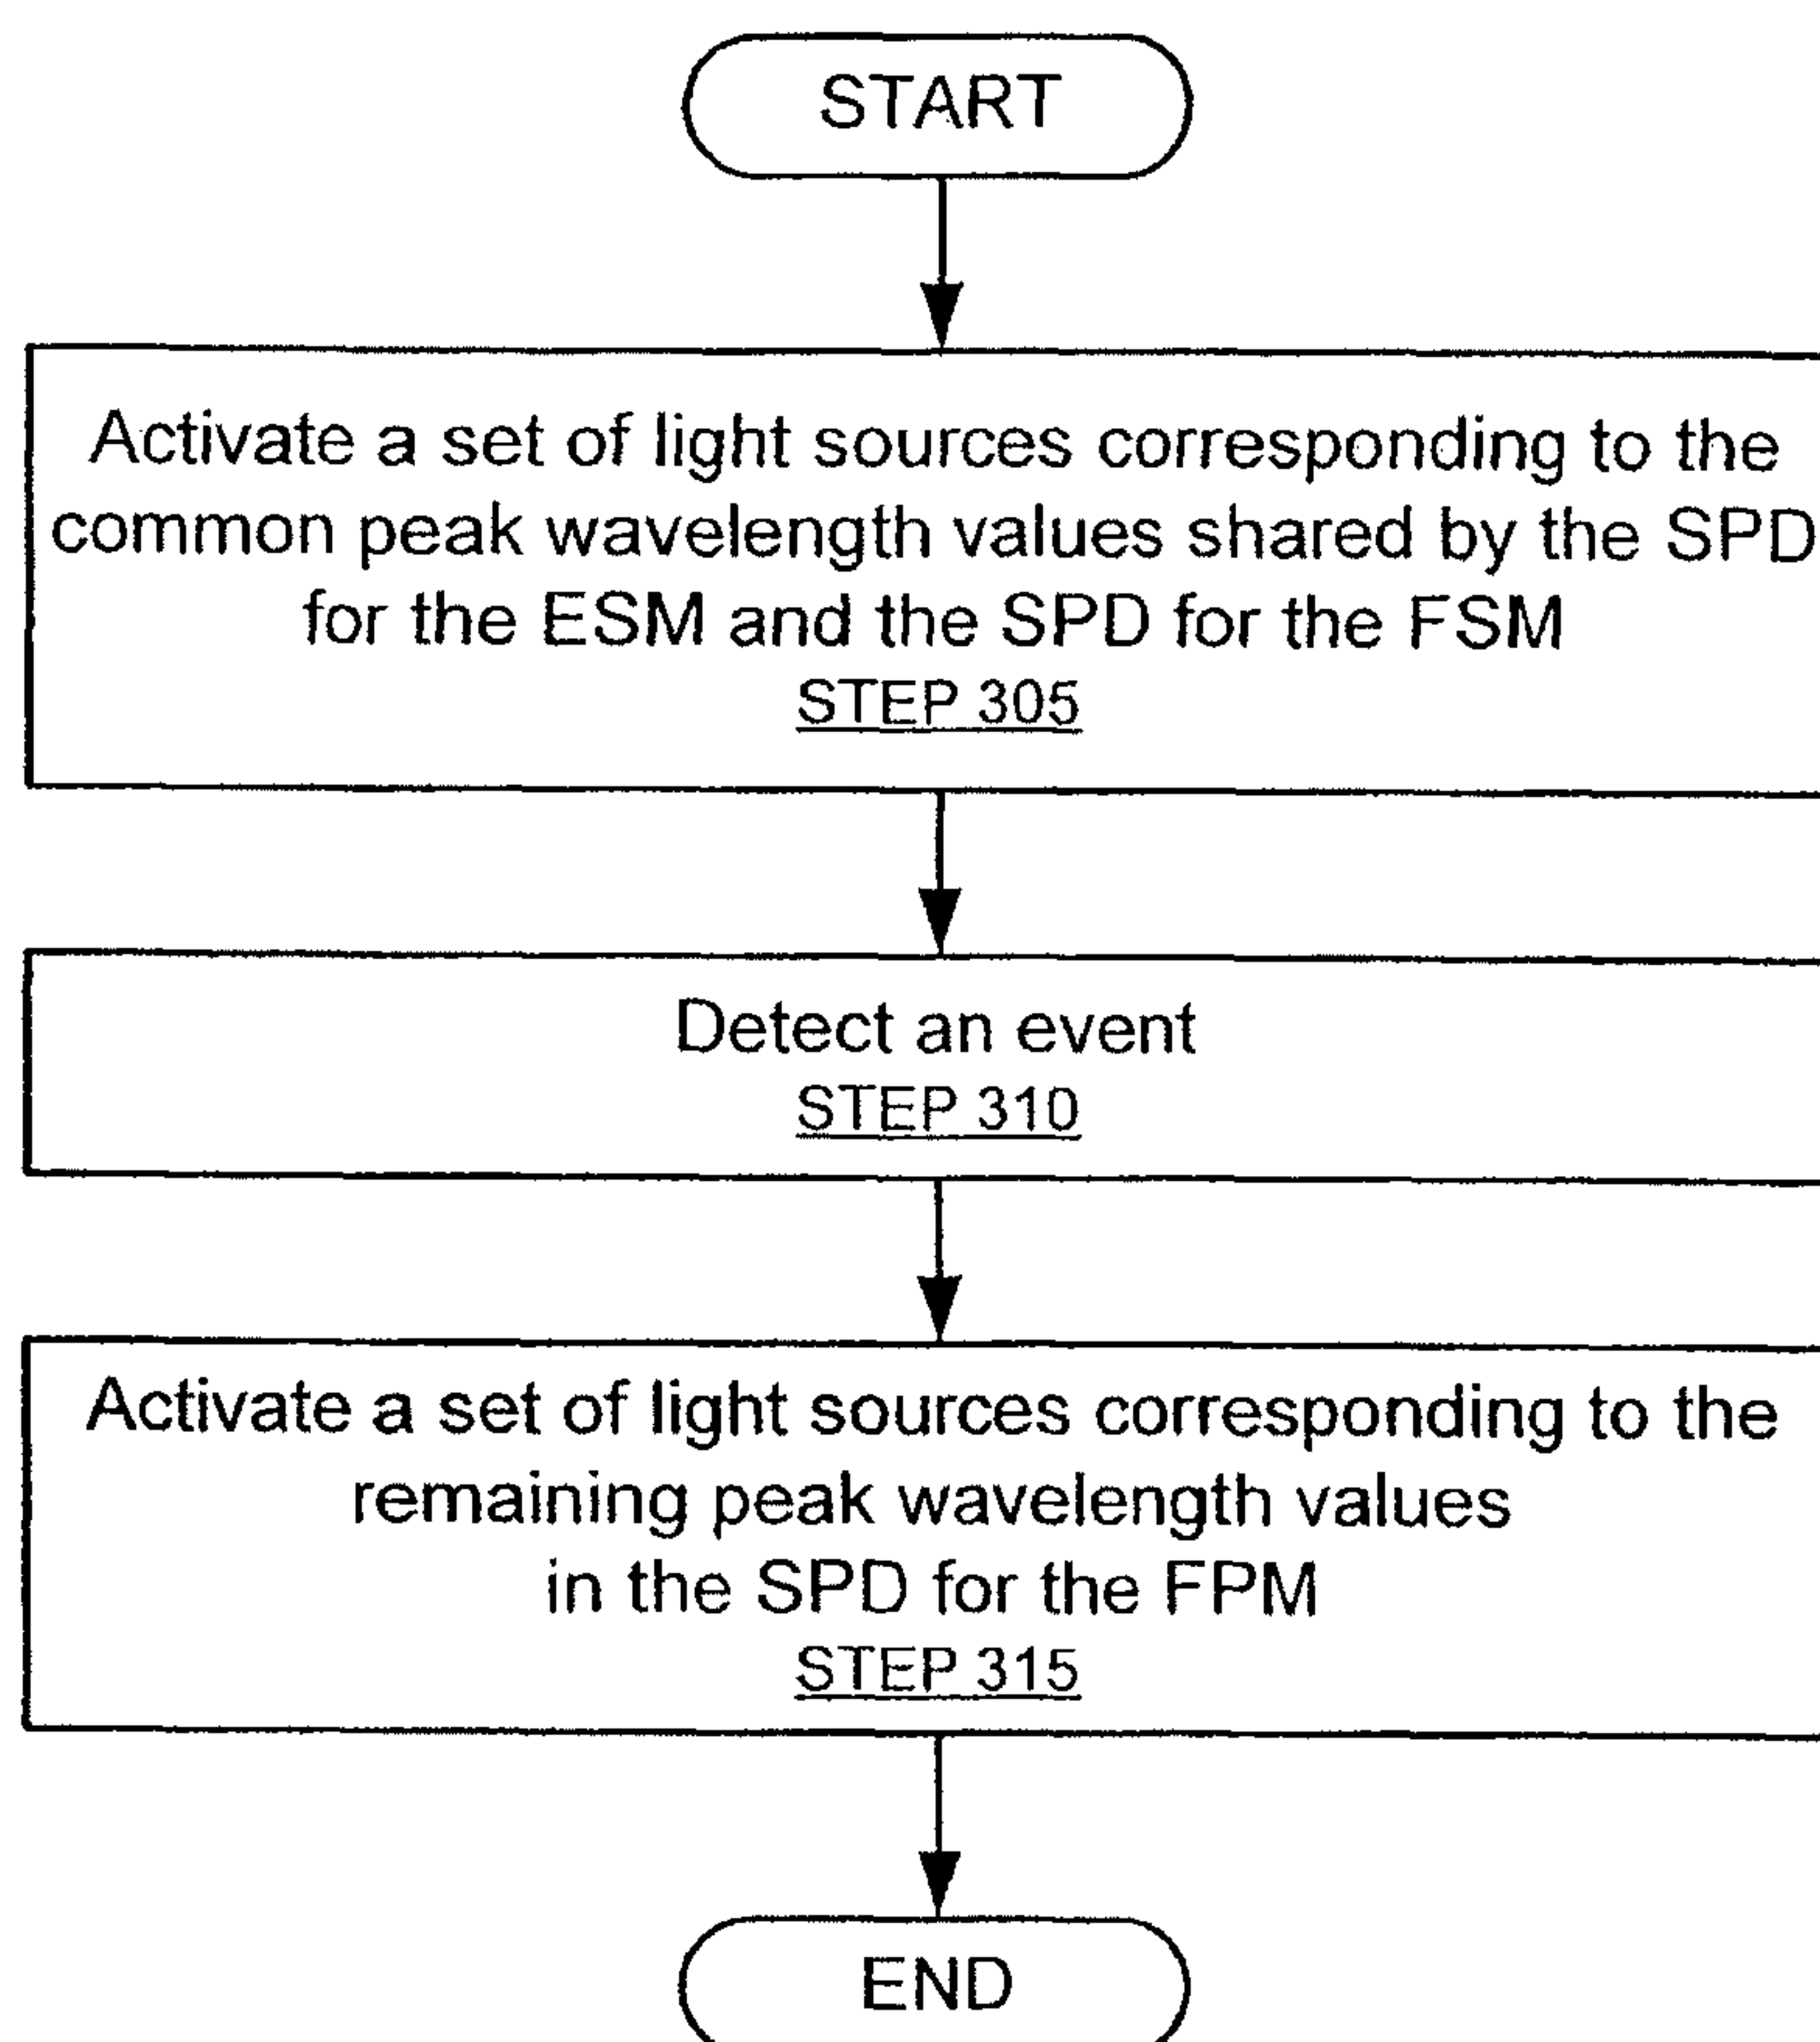 START
Activate a set of light sources corresponding to the
common peak wavelength values shared by the SPD
for the ESM and the SPD for the FSM
STEP 305
Detect an event
STEP 310
Activate a set of light sources corresponding to the
remaining peak wavelength values
in the SPD for the FPM
STEP 315
END